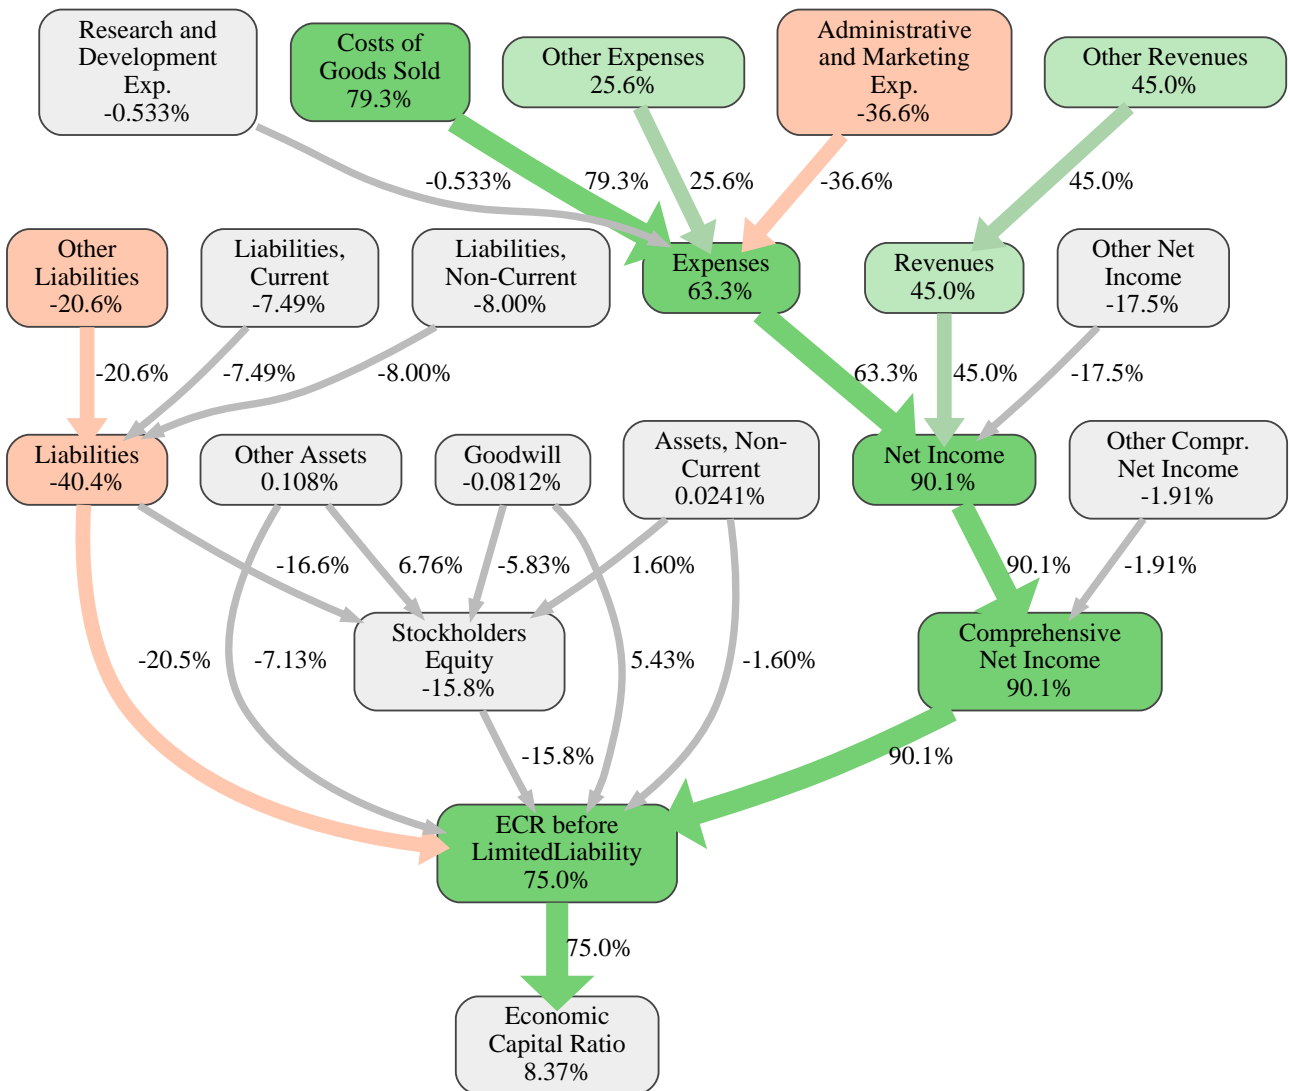 Research and
Development
Exp.
-0.533%
Costs of
Goods Sold
79.3%
Other Expenses
25.6%
Administrative
and Marketing
Exp.
-36.6%
Other Revenues
45.0%
-0.533%
79.3%
25.6%
-36.6%
45.0%
Other
Liabilities
-20.6%
Liabilities,
Current
-7.49%
Liabilities,
Non-Current
-8.00%
Expenses
63.3%
Revenues
45.0%
Other Net
Income
-17.5%
-20.6%
-7.49%
-8.00%
63.3%
45.0%
-17.5%
Liabilities
-40.4%
Other Assets
0.108%
Goodwill
-0.0812%
Assets, Non-
Current
0.0241%
Net Income
90.1%
Other Compr.
Net Income
-1.91%
-16.6%
6.76%
-5.83%
1.60%
90.1%
-1.91%
Stockholders
Equity
-15.8%
Comprehensive
Net Income
90.1%
-20.5%
-7.13%
5.43%
-1.60%
-15.8%
90.1%
ECR before
LimitedLiability
75.0%
75.0%
Economic
Capital Ratio
8.37%